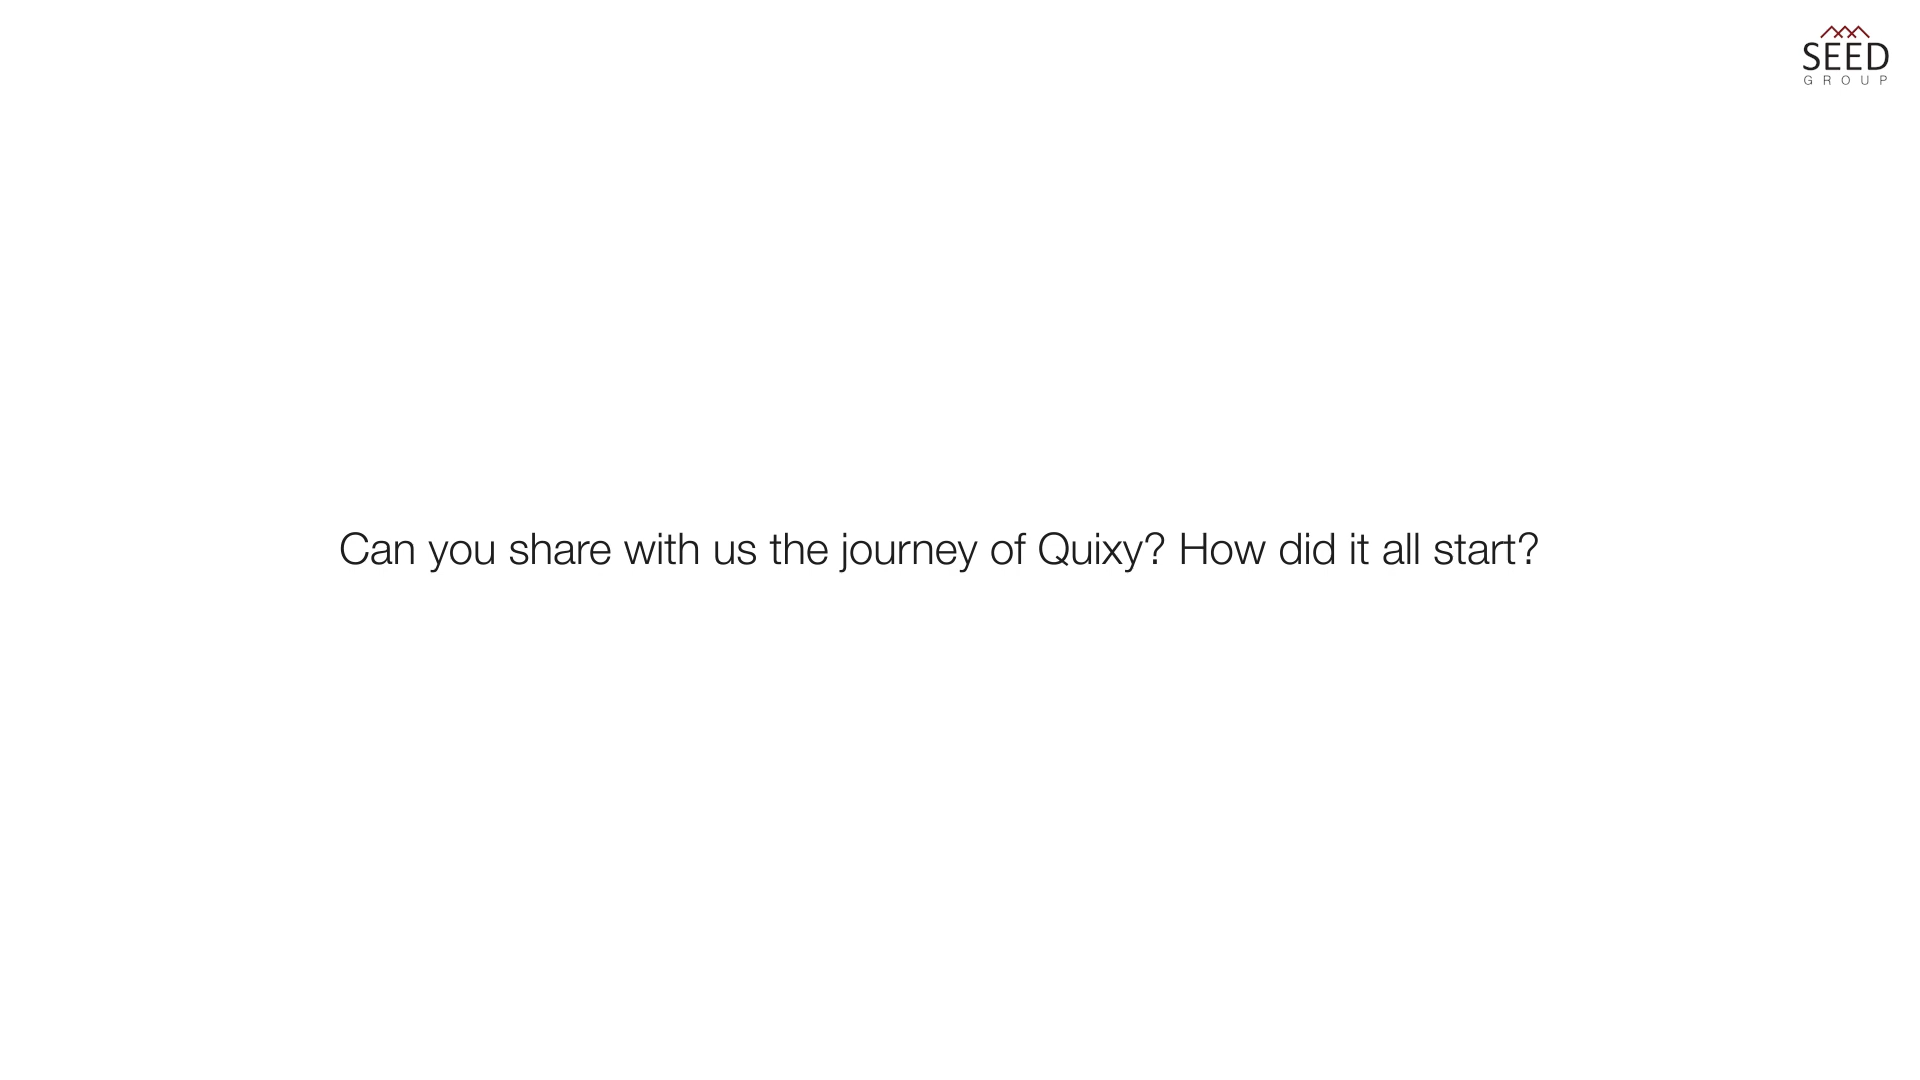 SEED
GROUP
Can you share with us the journey of Quixy? How did it all start?